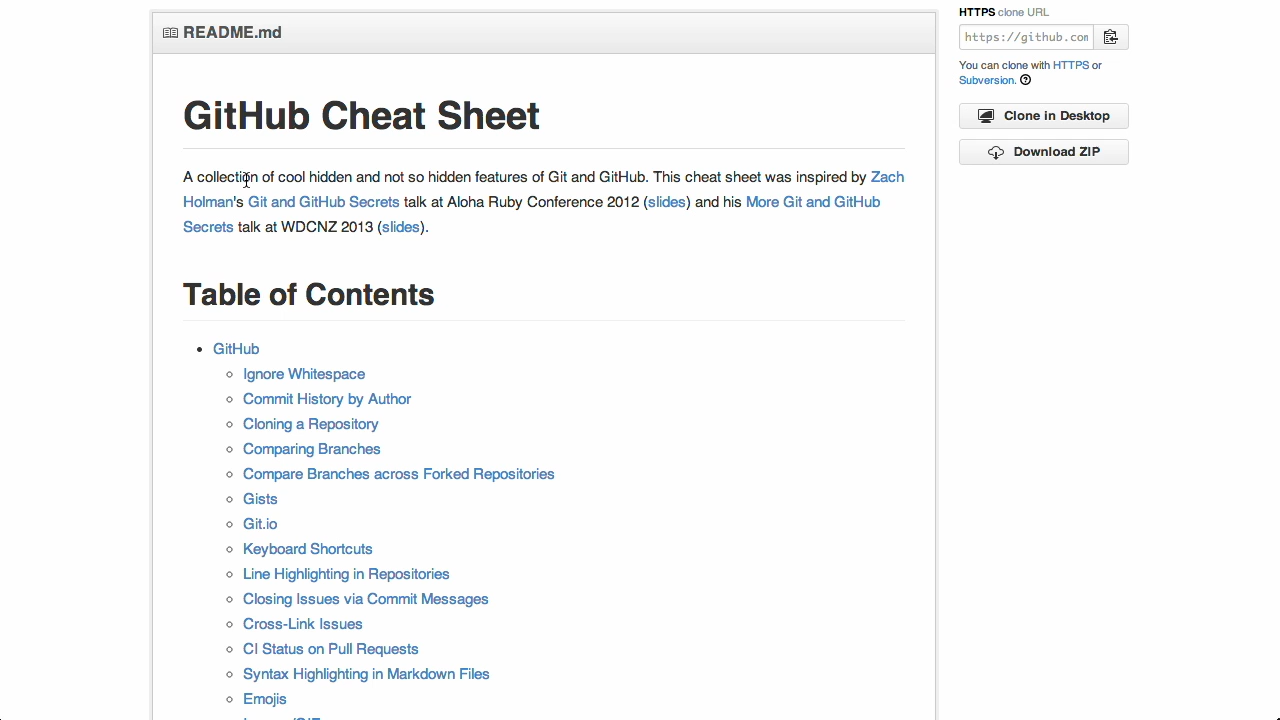 README.md
GitHub Cheat Sheet
A collection of cool hidden and not so hidden features of Git and GitHub. This cheat sheet was inspired by Zach
Holman's Git and GitHub Secrets talk at Aloha Ruby Conference 2012 (slides) and his More Git and GitHub
Secrets talk at WDCNZ 2013 (slides).
Table of Contents
GitHub
Ignore Whitespace
Commit History by Author
Cloning a Repository
Comparing Branches
Compare Branches across Forked Repositories
Gists
Git.io
Keyboard Shortcuts
Line Highlighting in Repositories
Closing Issues via Commit Messages
Cross-Link Issues
CI Status on Pull Requests
Syntax Highlighting in Markdown Files
Emojis
HTTPS clone URL
https://github.com
You can clone with HTTPS or
Subversion.
Clone in Desktop
Download ZIP